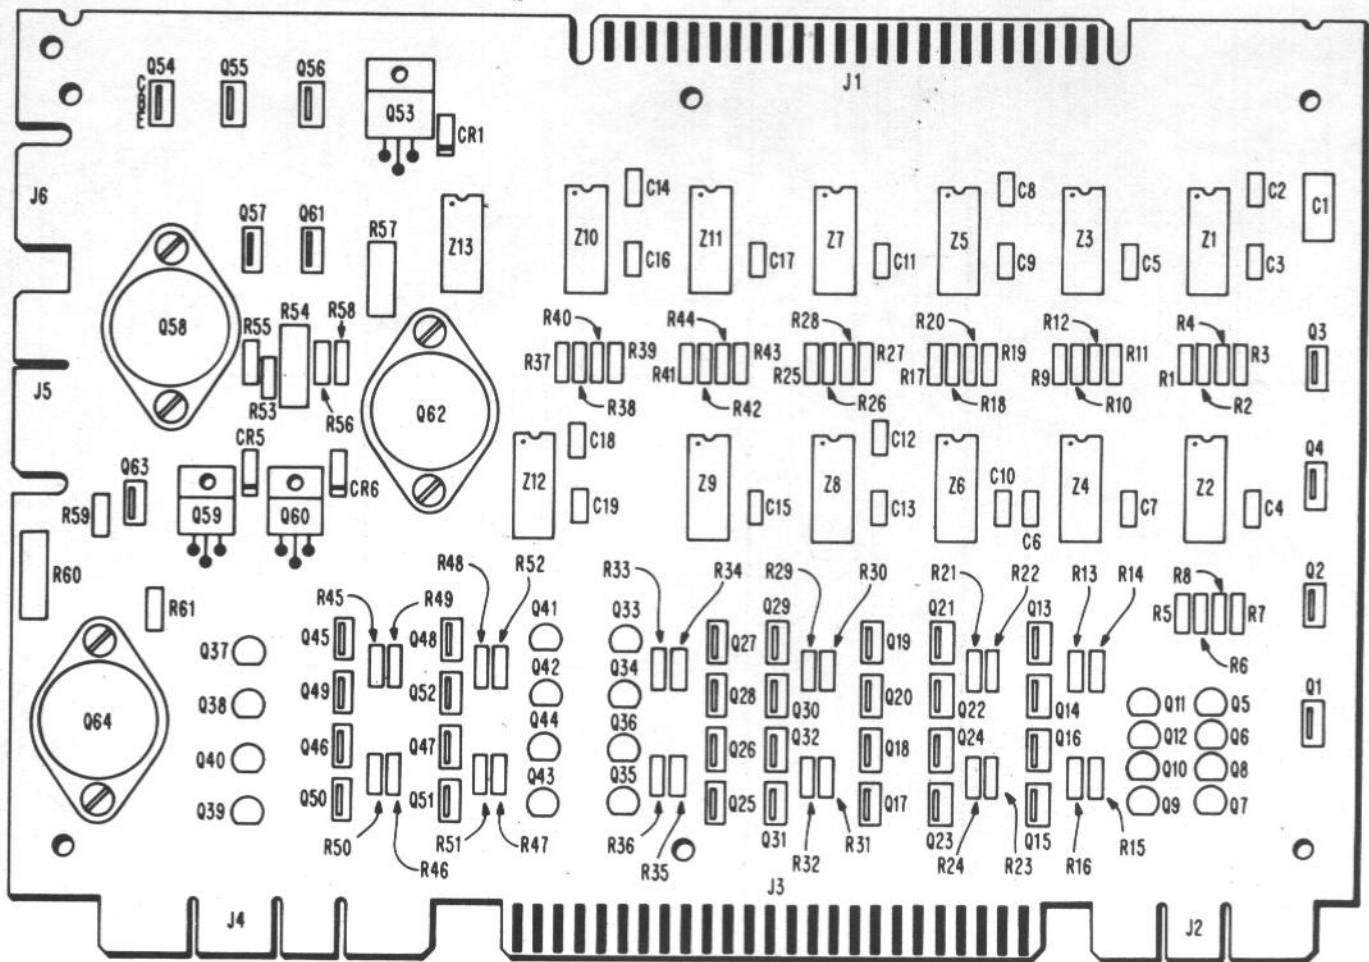 Q54 Q55 Q56
C
B
E
Q53
CR1
J1
J6
Q57 Q61 R57 Z13
C14 C8 C2
Z10 Z11 Z7 Z5 Z3 Z1 C1
C16 C17 C11 C9 C5 C3
Q58
R55 R54 R58
R40 R44 R28 R20 R12 R4 Q3
R37 R39 R41 R43 R25 R27 R17 R19 R9 R11 R1 R3
J5
R53 R56 Q62
R38 R42 R26 R18 R10 R2
CR5 C18 C12 Q4
Q63 CR6 Z12 Z9 Z8 Z6 C10 Z4 Z2
R59 Q59 Q60 C19 C15 C13 C6 C7 C4
R60 R48 R52 R33 R34 R29 R30 R21 R22 R13 R14 R8 Q2
R61 R45 R49 Q41 Q33 Q29 Q21 Q13 R5 R7
Q37 Q45 Q48 Q27 Q19 R6
Q42 Q34
Q38 Q49 Q52 Q28 Q30 Q20 Q22 Q14 Q11 Q5 Q1
Q64 Q44 Q36 Q32 Q24 Q16 Q12 Q6
Q40 Q46 Q47 Q26 Q18 Q10 Q8
Q43 Q35
Q39 Q50 Q51 Q25 Q17 Q9 Q7
R50 R51 R47 R36 Q31 R31 Q23 Q15
R46 R35 R32 R24 R23 R16 R15
J4 J3 J2